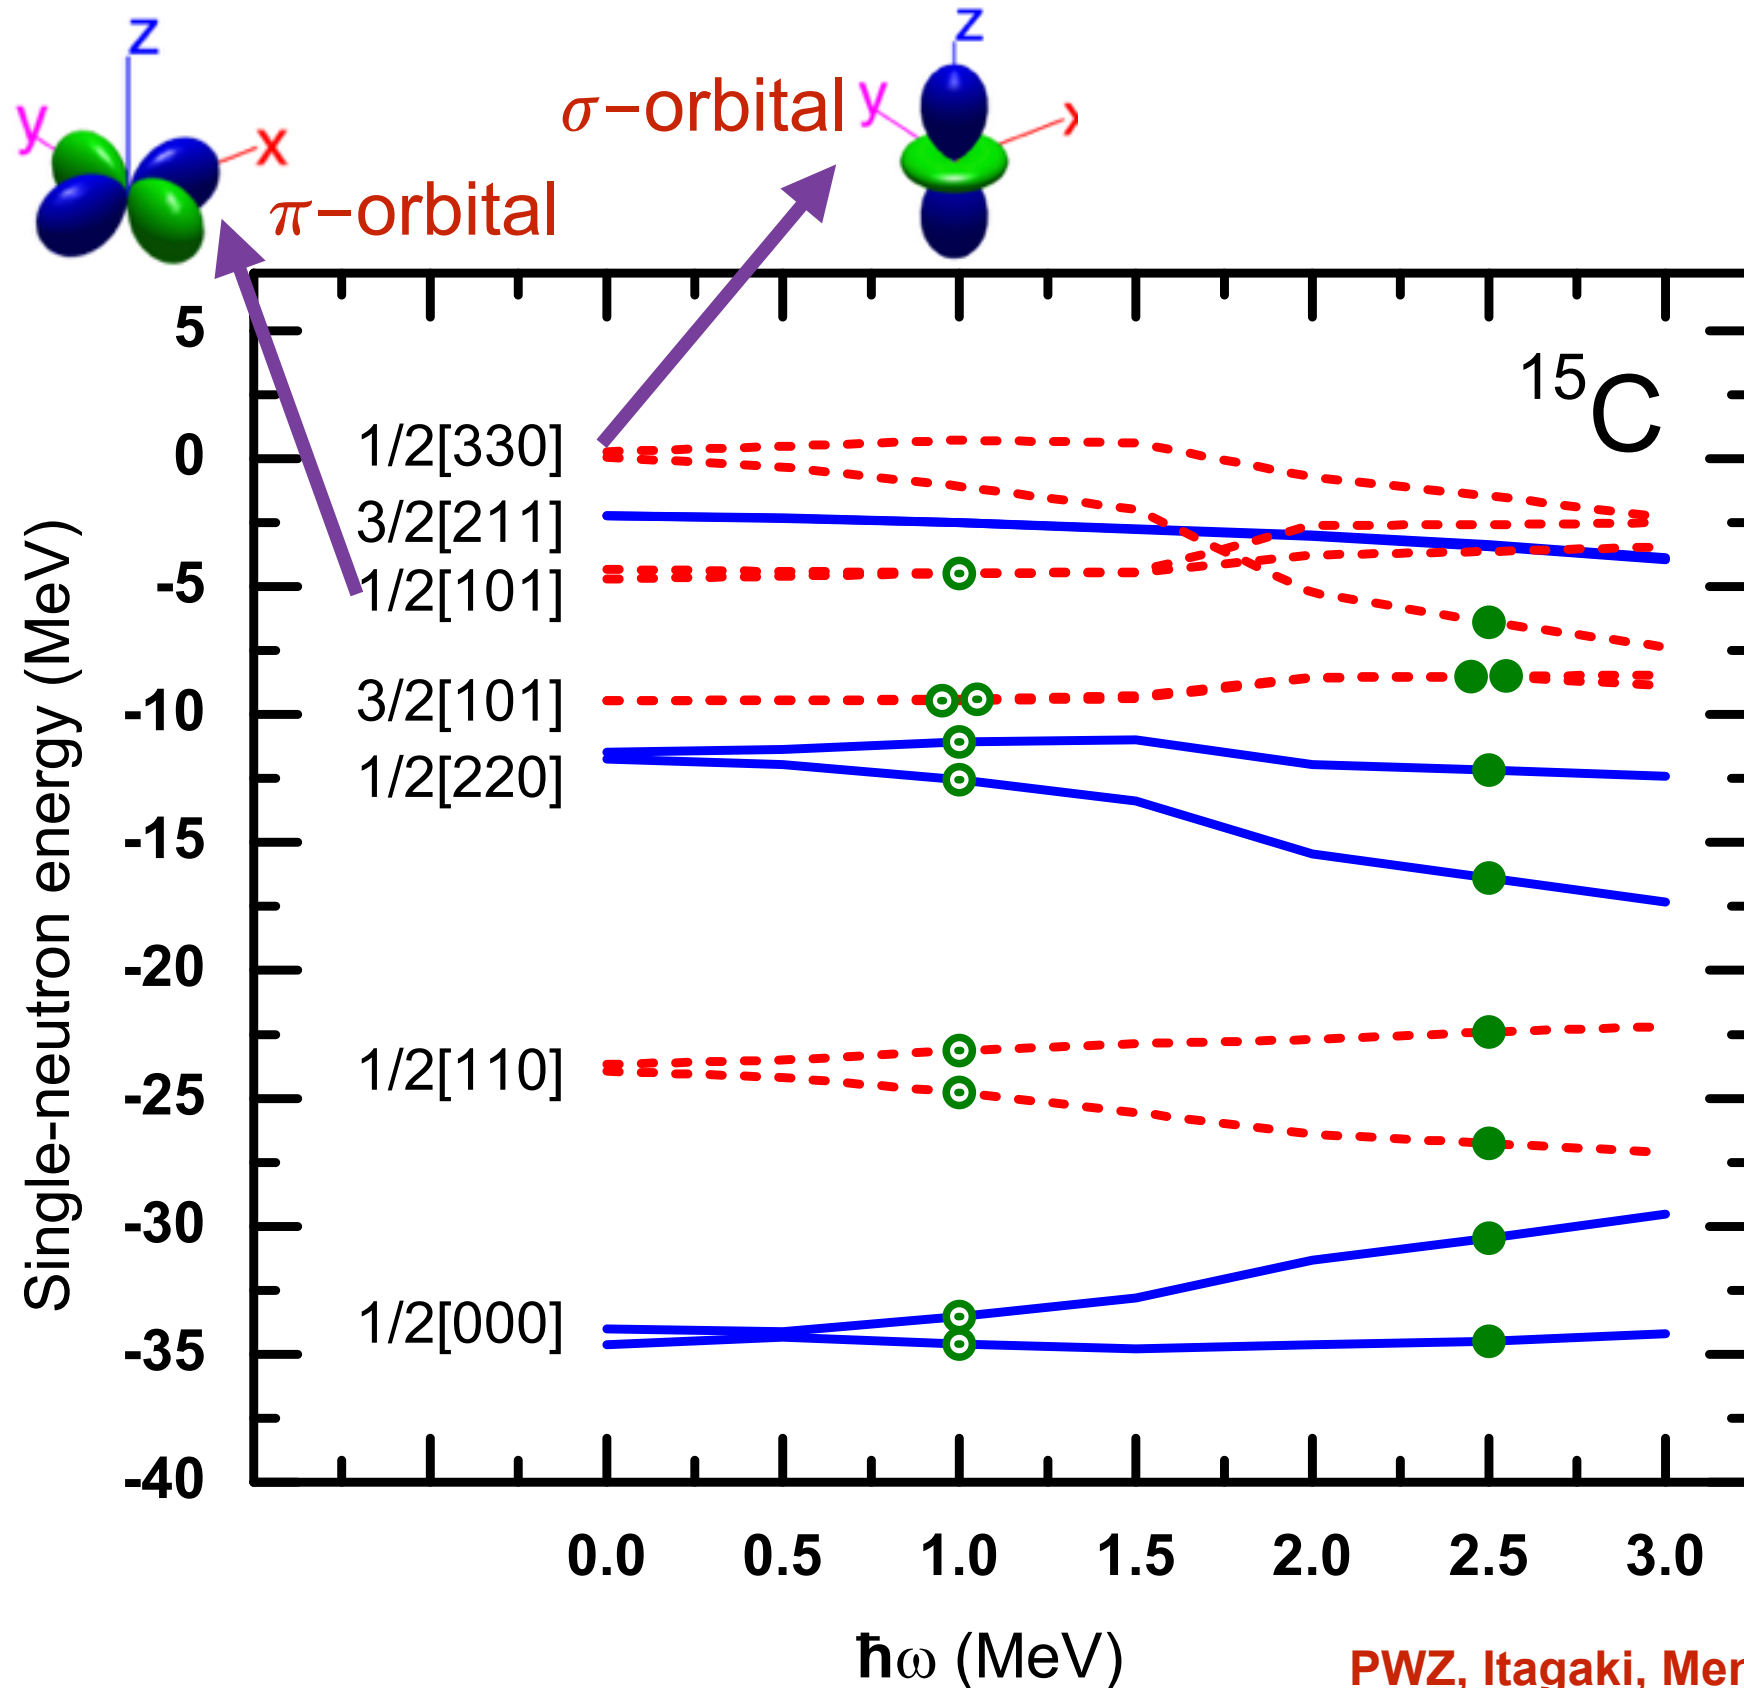 z
y
x
π−orbital
σ−orbital
z
y
x
¹⁵C
Single-neutron energy (MeV)
5
0
-5
-10
-15
-20
-25
-30
-35
-40
1/2[330]
3/2[211]
1/2[101]
3/2[101]
1/2[220]
1/2[110]
1/2[000]
0.0 0.5 1.0 1.5 2.0 2.5 3.0
ħω (MeV)
PWZ, Itagaki,